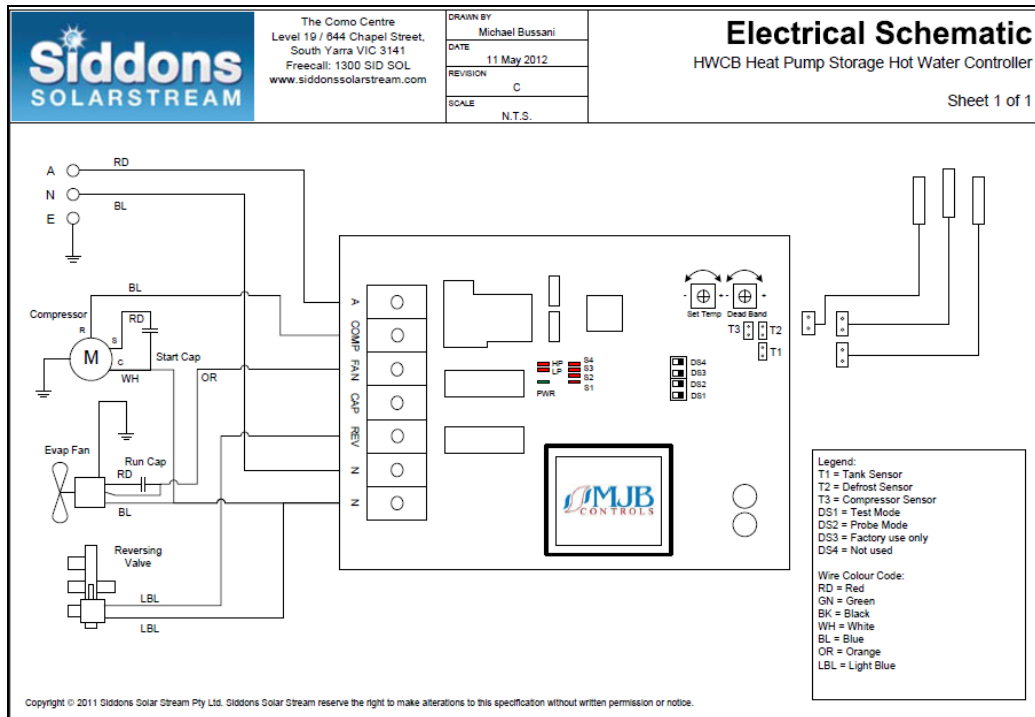 Siddons
SOLARSTREAM
The Como Centre
Level 19 / 644 Chapel Street,
South Yarra VIC 3141
Freecall: 1300 SID SOL
www.siddonssolarstream.com
DRAWN BY
Michael Bussani
DATE
11 May 2012
REVISION
C
SCALE
N.T.S.
Electrical Schematic
HWCB Heat Pump Storage Hot Water Controller
Sheet 1 of 1
A
RD
N
BL
E
BL
Compressor
R
RD
S
M
C
Start Cap
WH
OR
Evap Fan
Run Cap
RD
BL
Reversing
Valve
LBL
LBL
A
COMP
FAN
CAP
REV
N
N
- +
- +
Set Temp
Dead Band
T3
T2
T1
HP
LP
PWR
S4
S3
S2
S1
DS4
DS3
DS2
DS1
MJB
CONTROLS
Legend:
T1 = Tank Sensor
T2 = Defrost Sensor
T3 = Compressor Sensor
DS1 = Test Mode
DS2 = Probe Mode
DS3 = Factory use only
DS4 = Not used
Wire Colour Code:
RD = Red
GN = Green
BK = Black
WH = White
BL = Blue
OR = Orange
LBL = Light Blue
Copyright © 2011 Siddons Solar Stream Pty Ltd. Siddons Solar Stream reserve the right to make alterations to this specification without written permission or notice.